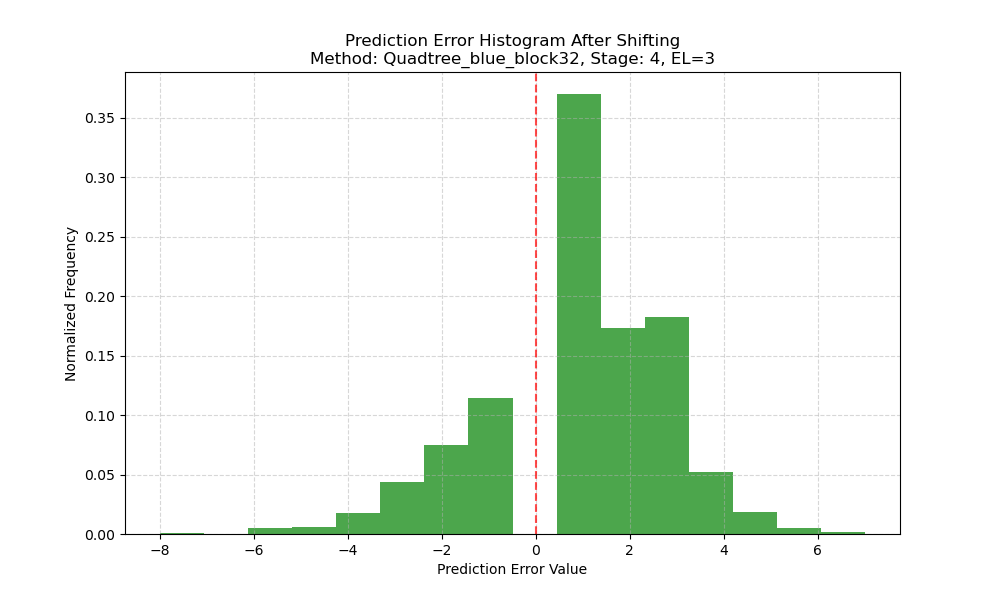 Prediction Error Histogram After Shifting
Method: Quadtree_blue_block32, Stage: 4, EL=3
Normalized Frequency
0.35
0.30
0.25
0.20
0.15
0.10
0.05
0.00
−8 −6 −4 −2 0 2 4 6
Prediction Error Value